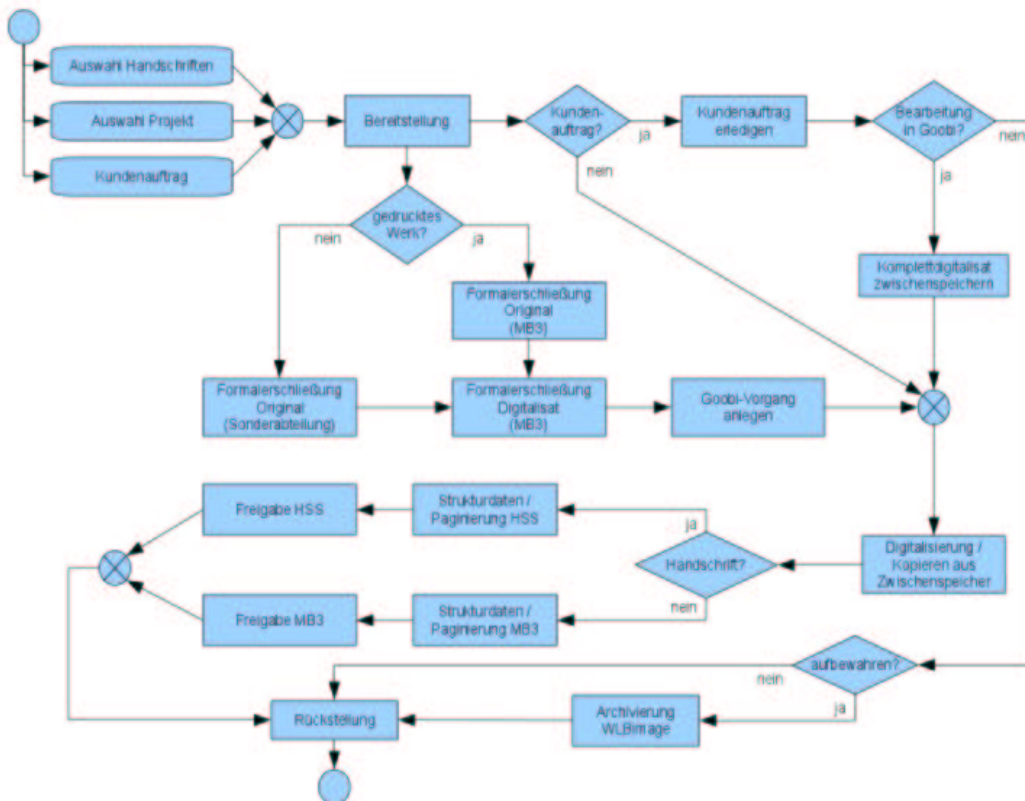 Auswahl Handschriften
Auswahl Projekt
Kundenauftrag
Bereitstellung
Kunden-
auftrag?
ja
nein
Kundenauftrag
erledigen
Bearbeitung
in Goobi?
nein
ja
Komplettdigitalisat
zwischenspeichern
gedrucktes
Werk?
nein
ja
Formalerschließung
Original
(MB3)
Formalerschließung
Original
(Sonderabteilung)
Formalerschließung
Digitalisat
(MB3)
Goobi-Vorgang
anlegen
Digitalisierung /
Kopieren aus
Zwischenspeicher
Handschrift?
ja
nein
Strukturdaten /
Paginierung HSS
Freigabe HSS
Strukturdaten /
Paginierung MB3
Freigabe MB3
aufbewahren?
nein
ja
Archivierung
WLBimage
Rückstellung